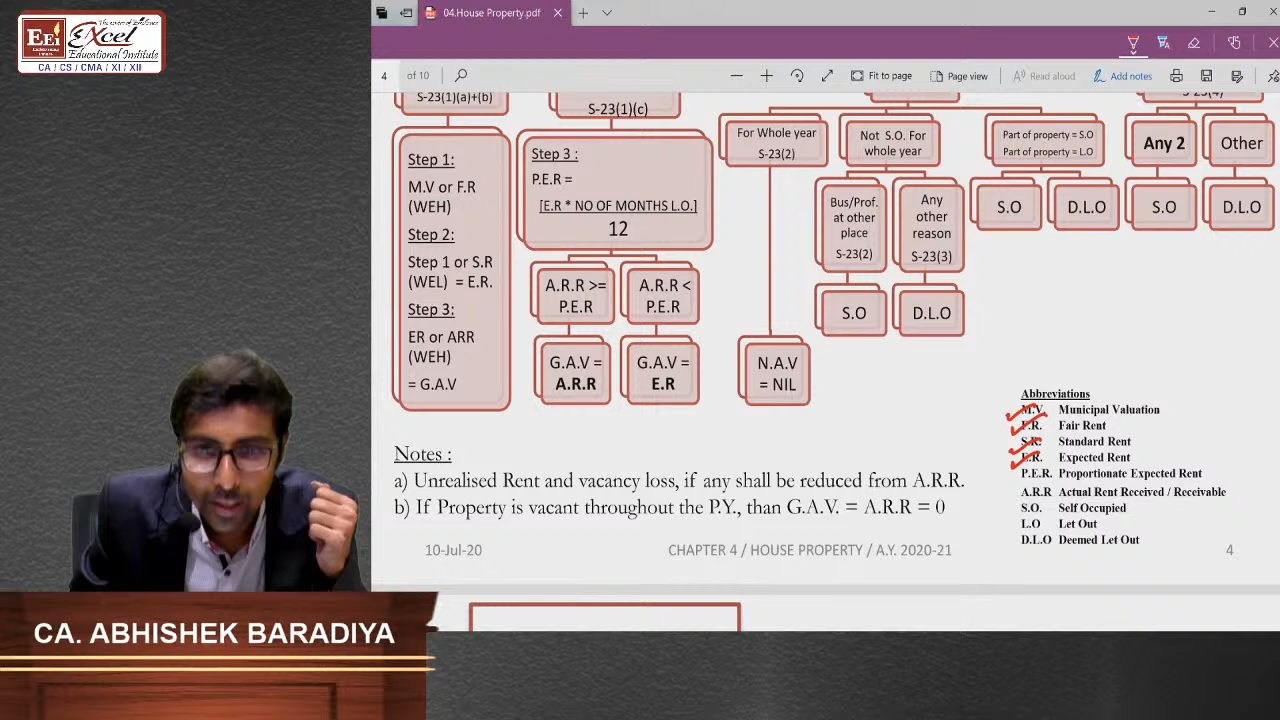 EEi
Excel
Educational Institute
CA / CS / CMA / XI / XII
04.House Property.pdf
4 of 10
Fit to page
Page view
Read aloud
Add notes
S-23(1)(a)+(b)
Step 1:
M.V or F.R
(WEH)
Step 2:
Step 1 or S.R
(WEL) = E.R.
Step 3:
ER or ARR
(WEH)
= G.A.V
S-23(1)(c)
Step 3 :
P.E.R =
[E.R * NO OF MONTHS L.O.]
12
A.R.R >=
P.E.R
A.R.R <
P.E.R
G.A.V =
A.R.R
G.A.V =
E.R
For Whole year
S-23(2)
N.A.V
= NIL
Not S.O. For
whole year
Bus/Prof.
at other
place
S-23(2)
Any
other
reason
S-23(3)
S.O
D.L.O
Part of property = S.O
Part of property = L.O
S.O
D.L.O
S-23(4)
Any 2
Other
S.O
D.L.O
Abbreviations
M.V. Municipal Valuation
F.R. Fair Rent
S.R. Standard Rent
E.R. Expected Rent
P.E.R. Proportionate Expected Rent
A.R.R Actual Rent Received / Receivable
S.O. Self Occupied
L.O Let Out
D.L.O Deemed Let Out
Notes :
a) Unrealised Rent and vacancy loss, if any shall be reduced from A.R.R.
b) If Property is vacant throughout the P.Y., than G.A.V. = A.R.R = 0
10-Jul-20
CHAPTER 4 / HOUSE PROPERTY / A.Y. 2020-21
4
CA. ABHISHEK BARADIYA